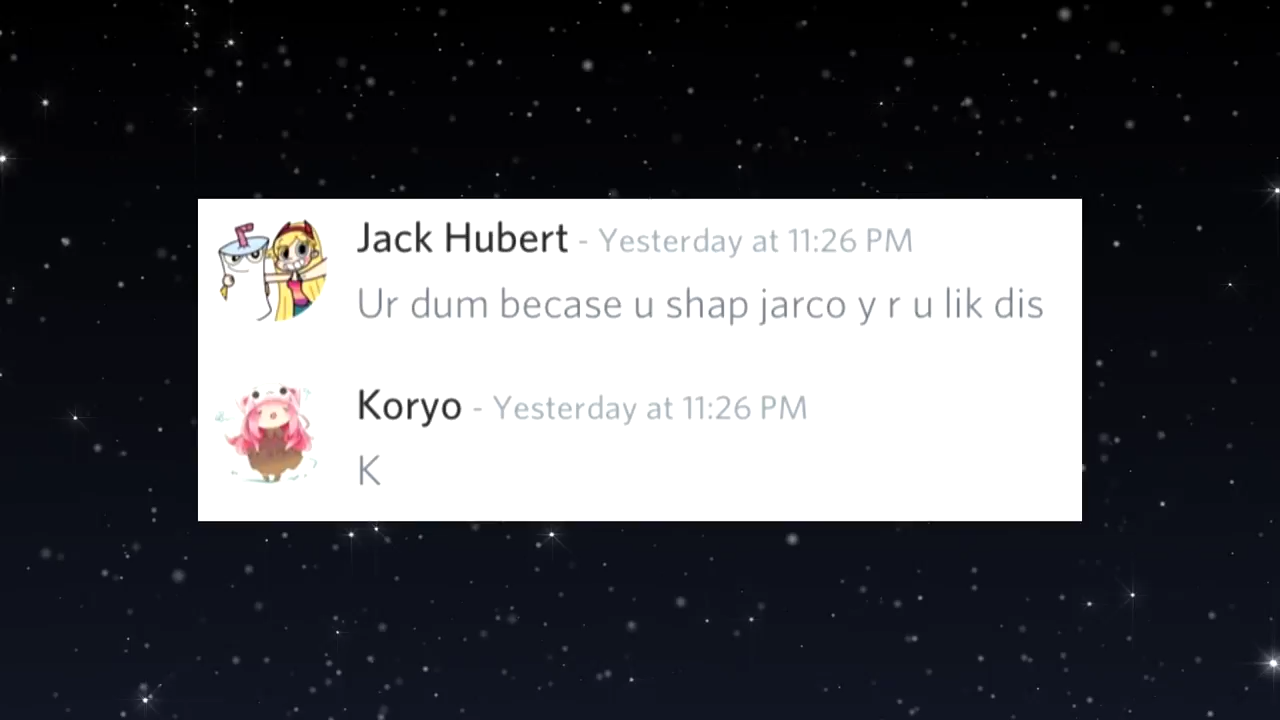 Jack Hubert - Yesterday at 11:26 PM
Ur dum becase u shap jarco y r u lik dis
Koryo - Yesterday at 11:26 PM
K